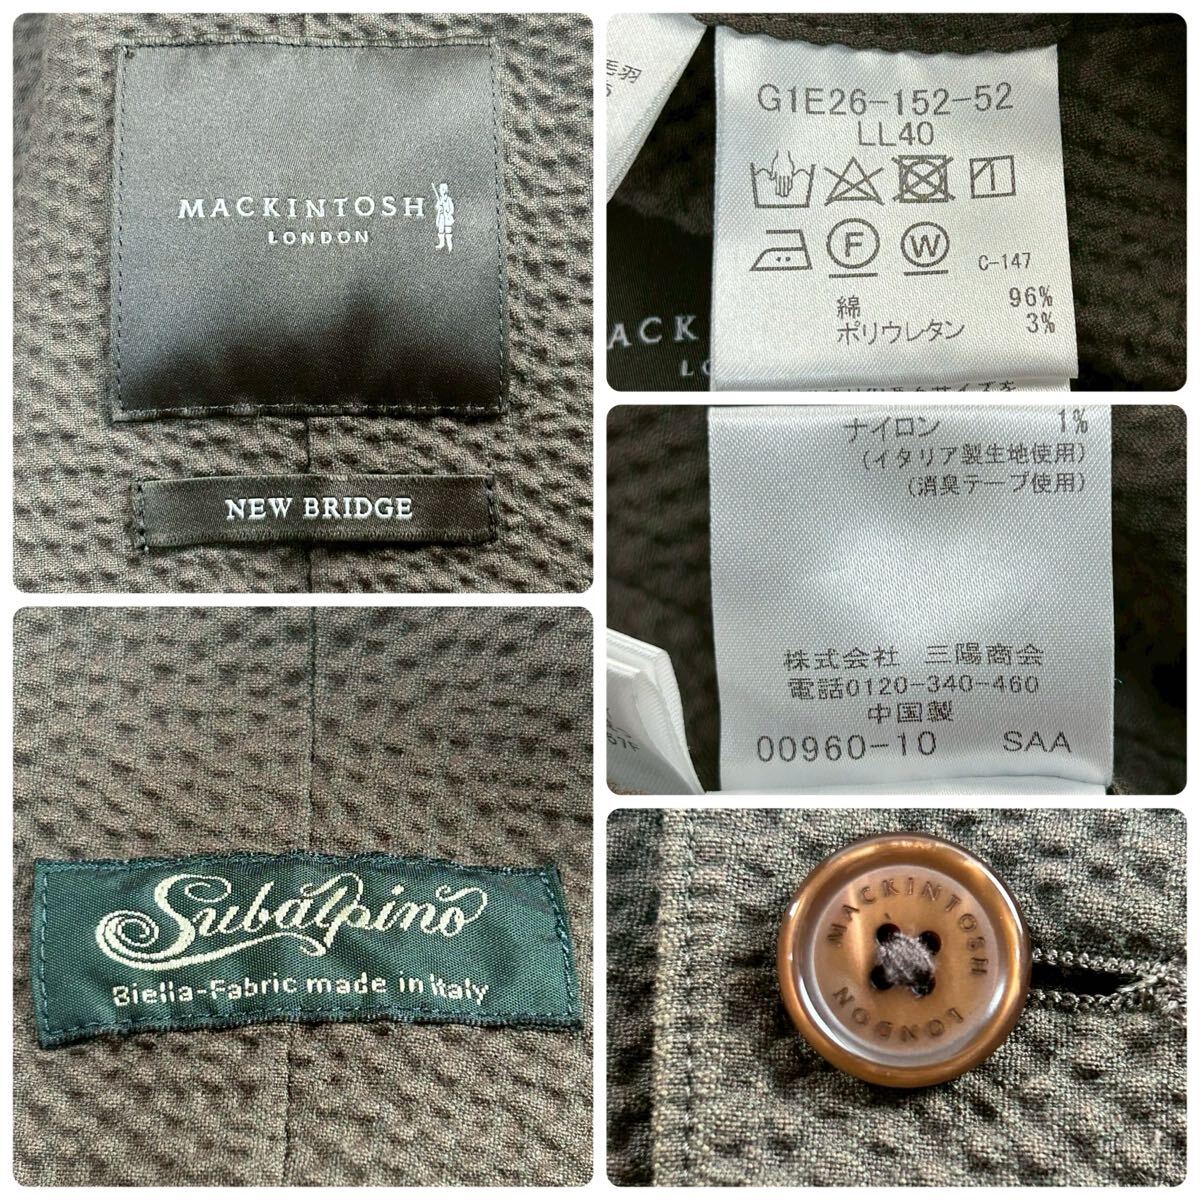 MACKINTOSH
LONDON
NEW BRIDGE
Subalpino
Biella-Fabric made in Italy
毛羽
G1E26-152-52
LL40
F
W
C-147
綿 96%
ポリウレタン 3%
ACK
ナイロン 1%
(イタリア製生地使用)
(消臭テープ使用)
株式会社 三陽商会
電話0120-340-460
中国製
00960-10 SAA
MACKINTOSH
LONDON